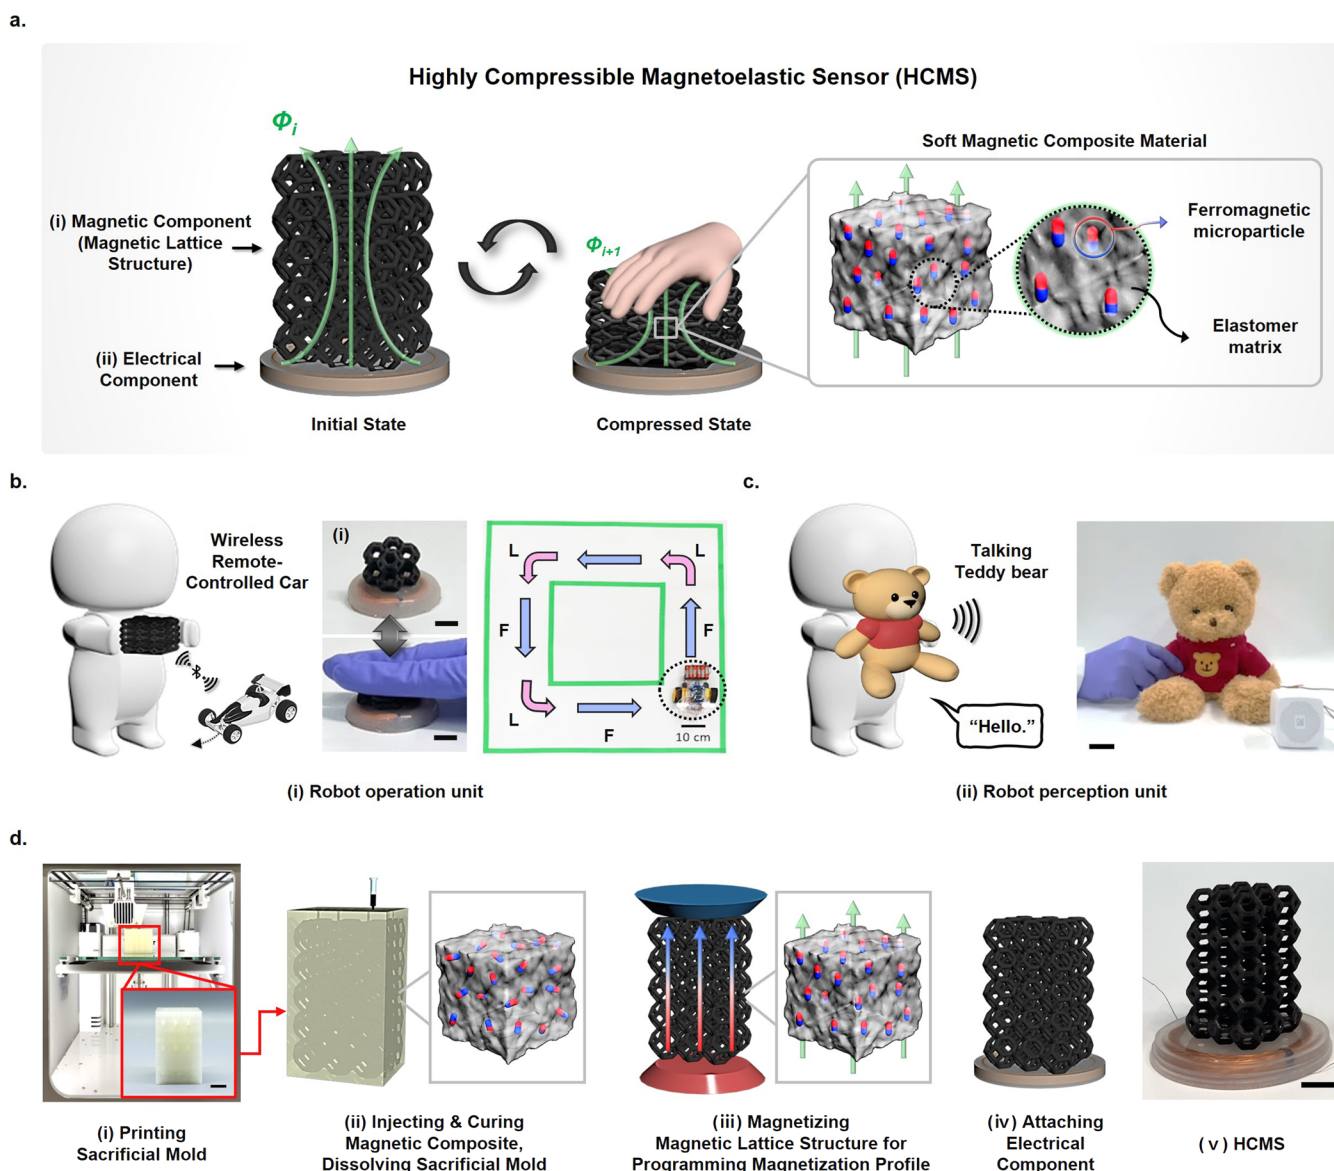 a.
Highly Compressible Magnetoelastic Sensor (HCMS)
Φi
(i) Magnetic Component
(Magnetic Lattice
Structure)
(ii) Electrical
Component
Initial State
Φi+1
Compressed State
Soft Magnetic Composite Material
Ferromagnetic
microparticle
Elastomer
matrix
b.
Wireless
Remote-
Controlled Car
(i)
L
L
F
F
L
F
10 cm
(i) Robot operation unit
c.
Talking
Teddy bear
“Hello.”
(ii) Robot perception unit
d.
(i) Printing
Sacrificial Mold
(ii) Injecting & Curing
Magnetic Composite,
Dissolving Sacrificial Mold
(iii) Magnetizing
Magnetic Lattice Structure for
Programming Magnetization Profile
(iv) Attaching
Electrical
Component
(v) HCMS